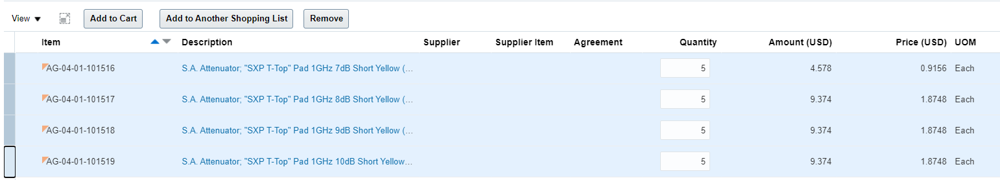 View Add to Cart Add to Another Shopping List Remove
Item Description Supplier Supplier Item Agreement Quantity Amount (USD) Price (USD) UOM
AG-04-01-101516 S.A. Attenuator; "SXP T-Top" Pad 1GHz 7dB Short Yellow (... 5 4.578 0.9156 Each
AG-04-01-101517 S.A. Attenuator; "SXP T-Top" Pad 1GHz 8dB Short Yellow (... 5 9.374 1.8748 Each
AG-04-01-101518 S.A. Attenuator; "SXP T-Top" Pad 1GHz 9dB Short Yellow (... 5 9.374 1.8748 Each
AG-04-01-101519 S.A. Attenuator; "SXP T-Top" Pad 1GHz 10dB Short Yellow... 5 9.374 1.8748 Each